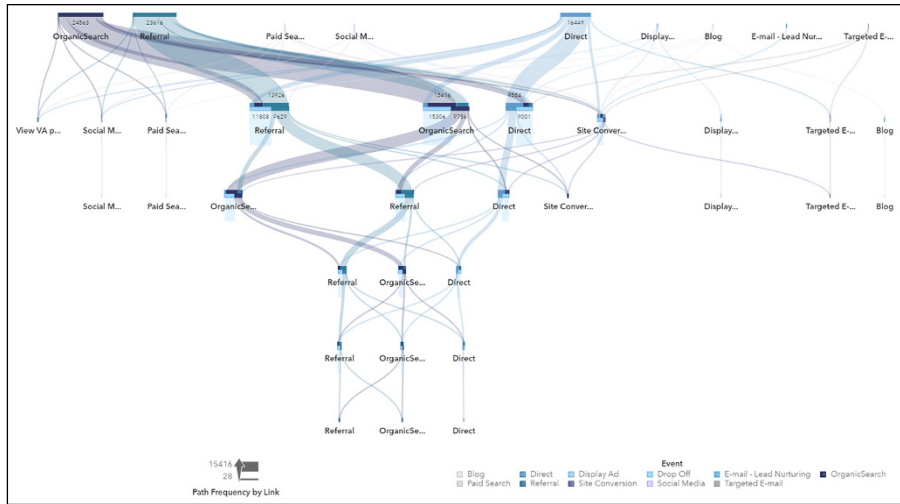 24563 23616 16449
OrganicSearch Referral Paid Sea... Social M... Direct Display... Blog E-mail - Lead Nur... Targeted E-...
13926 15416 9554
11808 9629 15306 9756 9001
View VA p... Social M... Paid Sea... Referral OrganicSearch Direct Site Conver... Display... Targeted E-... Blog
Social M... Paid Sea... OrganicSe... Referral Direct Site Conver... Display... Targeted E-... Blog
Referral OrganicSe... Direct
Referral OrganicSe... Direct
Referral OrganicSe... Direct
15416
28
Path Frequency by Link
Event
Blog Direct Display Ad Drop Off E-mail - Lead Nurturing OrganicSearch
Paid Search Referral Site Conversion Social Media Targeted E-mail